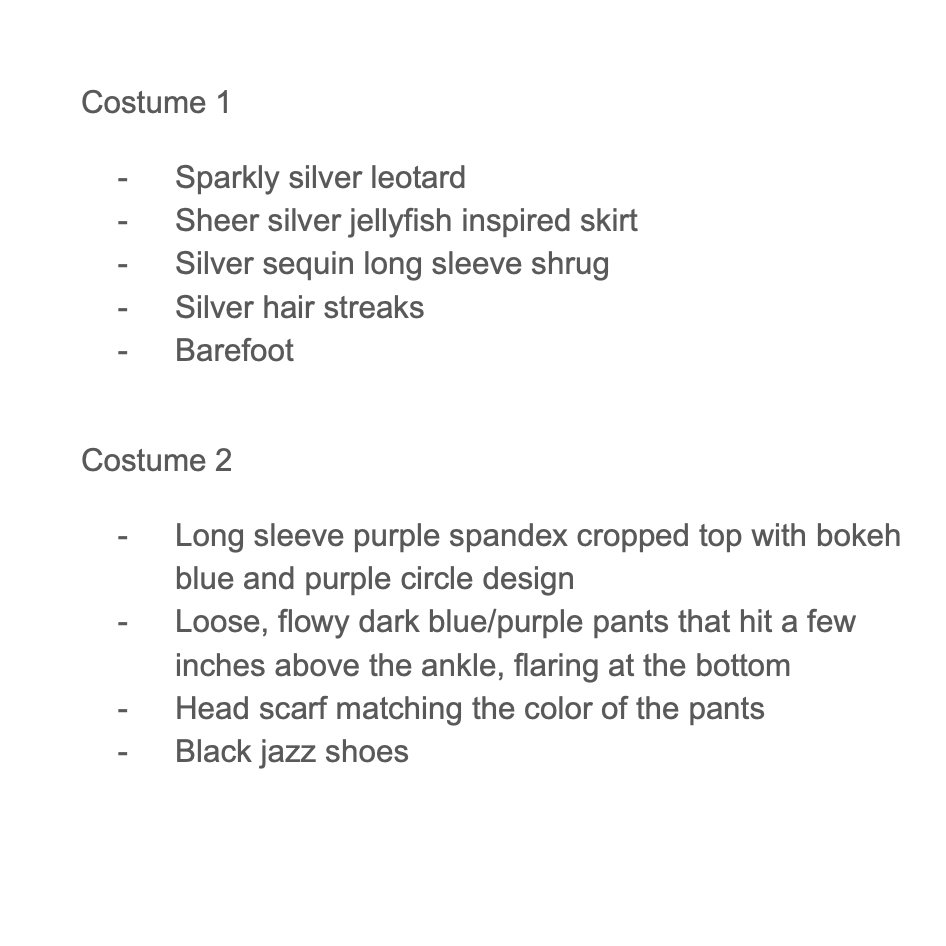 Costume 1
- Sparkly silver leotard
- Sheer silver jellyfish inspired skirt
- Silver sequin long sleeve shrug
- Silver hair streaks
- Barefoot
Costume 2
- Long sleeve purple spandex cropped top with bokeh
blue and purple circle design
- Loose, flowy dark blue/purple pants that hit a few
inches above the ankle, flaring at the bottom
- Head scarf matching the color of the pants
- Black jazz shoes